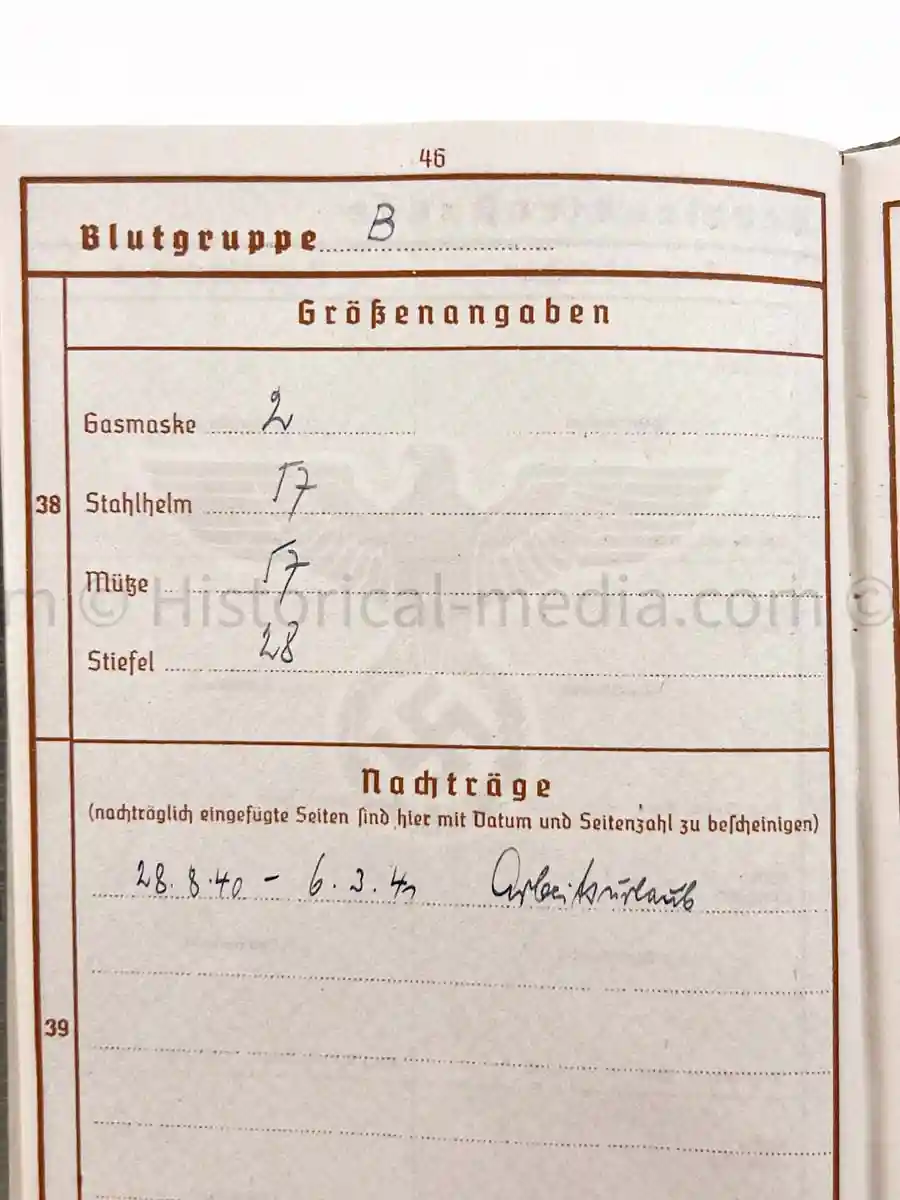 46
Blutgruppe B
Größenangaben
Gasmaske 2
38
Stahlhelm 57
Mütze 57
m © Historical-media.com ©
Stiefel 28
Nachträge
(nachträglich eingefügte Seiten sind hier mit Datum und Seitenzahl zu bescheinigen)
28.8.40 - 6.3.41 Arbeitsurlaub
39